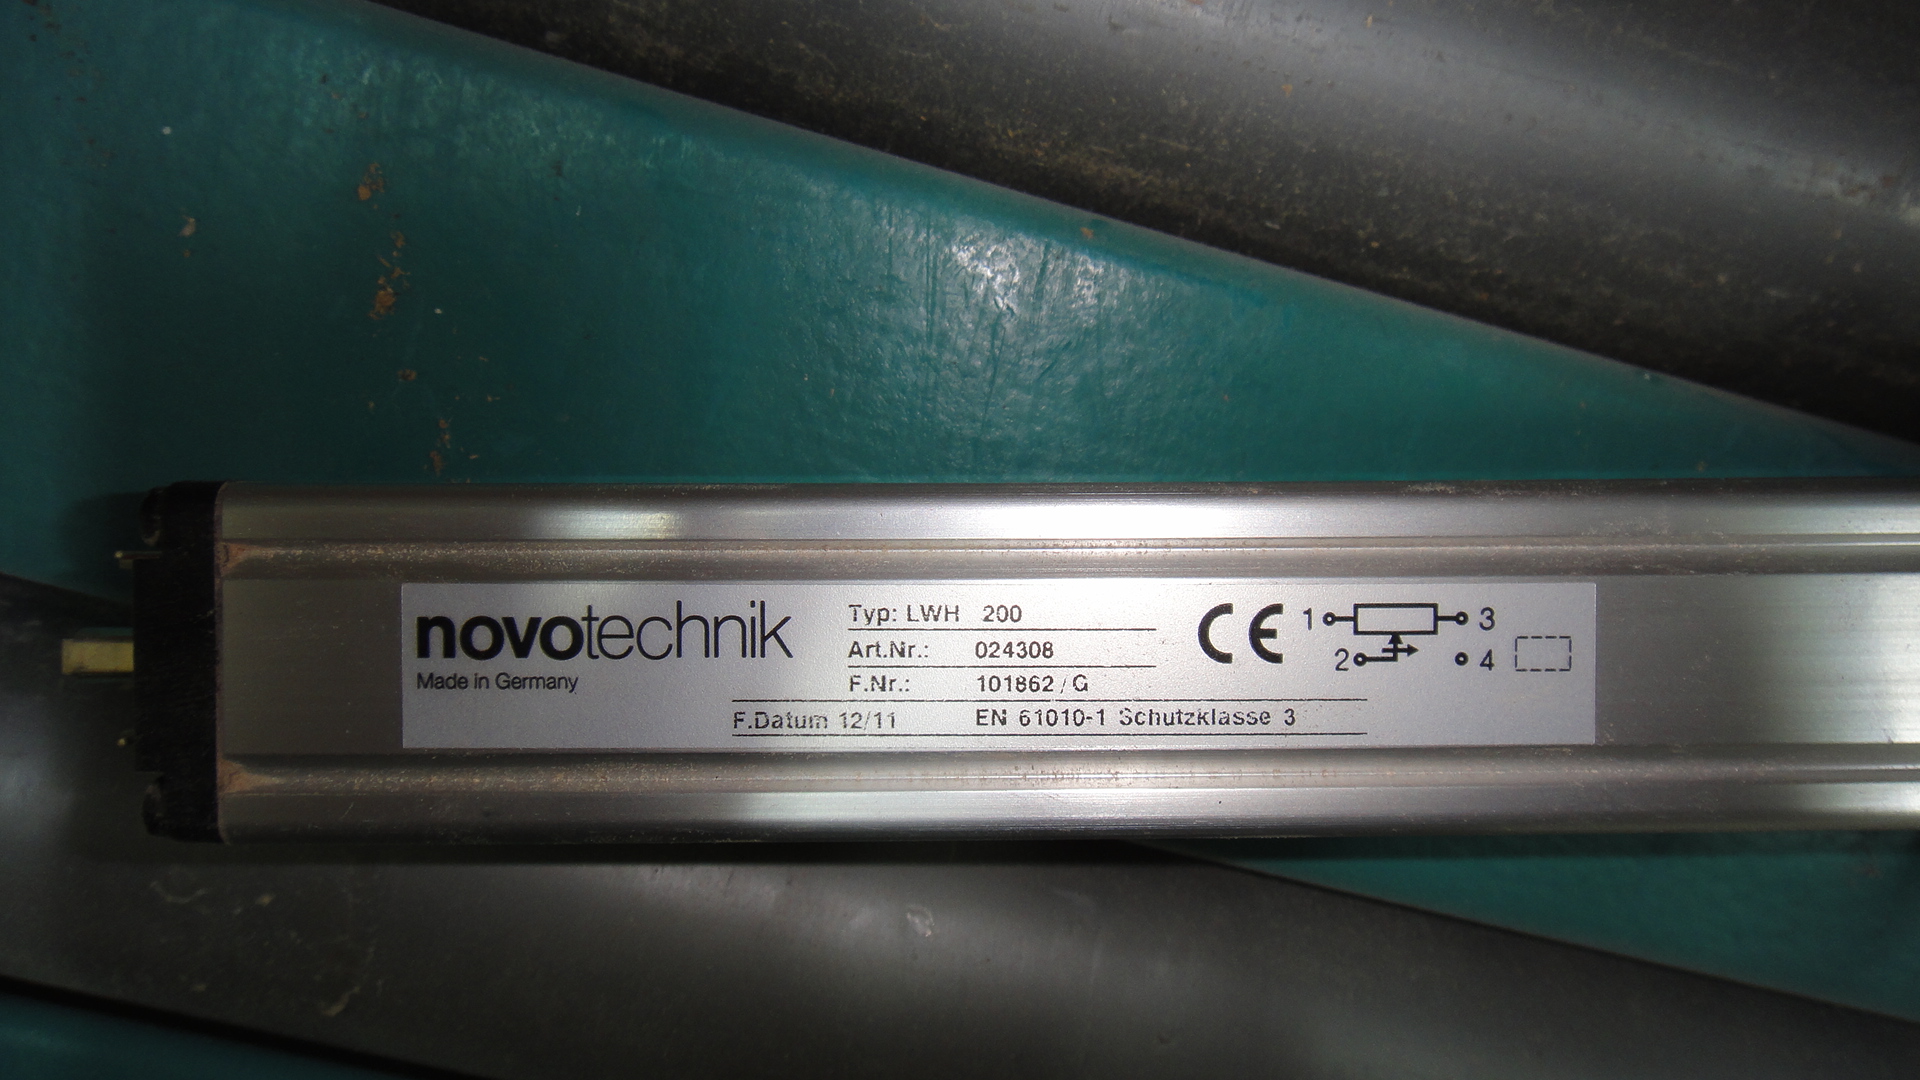 novotechnik
Made in Germany
Typ: LWH 200
Art.Nr.: 024308
F.Nr.: 101862 / G
F.Datum 12/11 EN 61010-1 Schutzklasse 3
CE
1 3
2 4